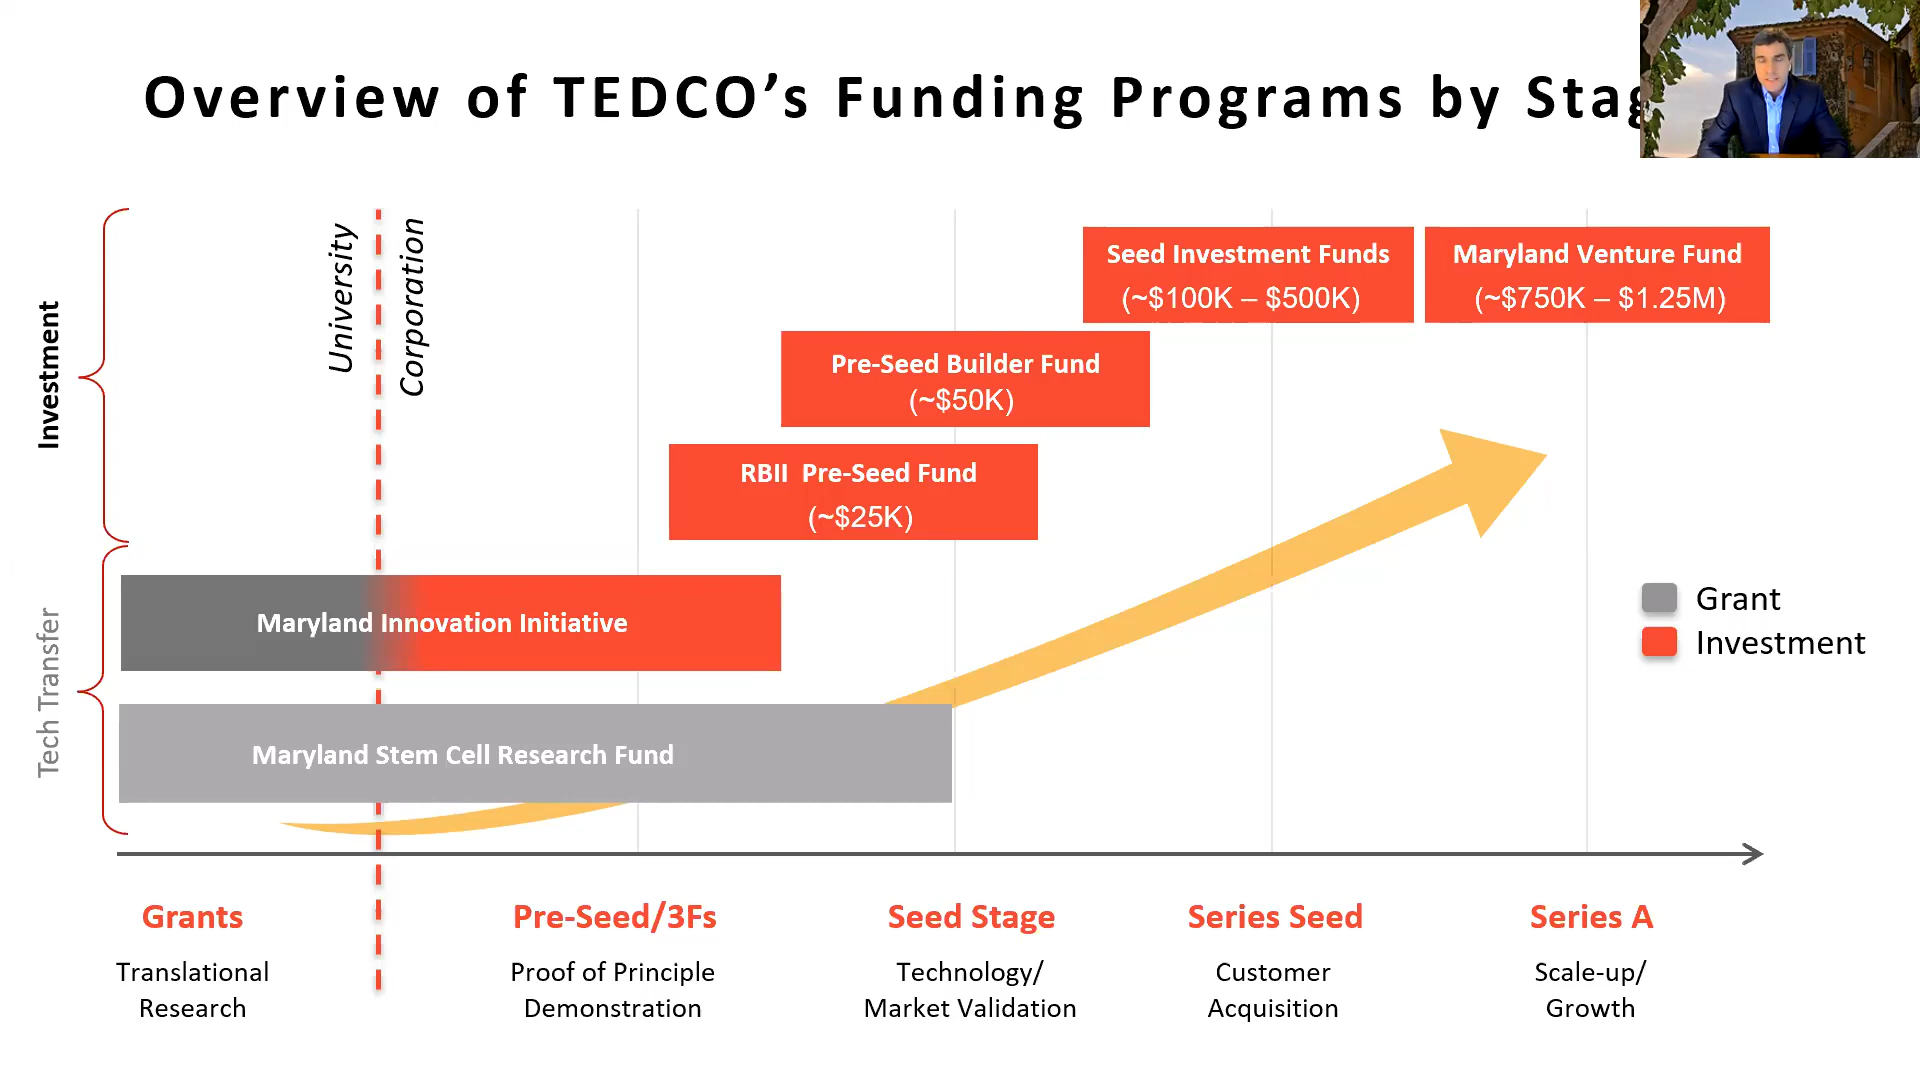 Overview of TEDCO's Funding Programs by Stag
University
Corporation
Investment
Tech Transfer
Seed Investment Funds
(~$100K – $500K)
Maryland Venture Fund
(~$750K – $1.25M)
Pre-Seed Builder Fund
(~$50K)
RBII  Pre-Seed Fund
(~$25K)
Maryland Innovation Initiative
Maryland Stem Cell Research Fund
Grant
Investment
Grants
Translational
Research
Pre-Seed/3Fs
Proof of Principle
Demonstration
Seed Stage
Technology/
Market Validation
Series Seed
Customer
Acquisition
Series A
Scale-up/
Growth